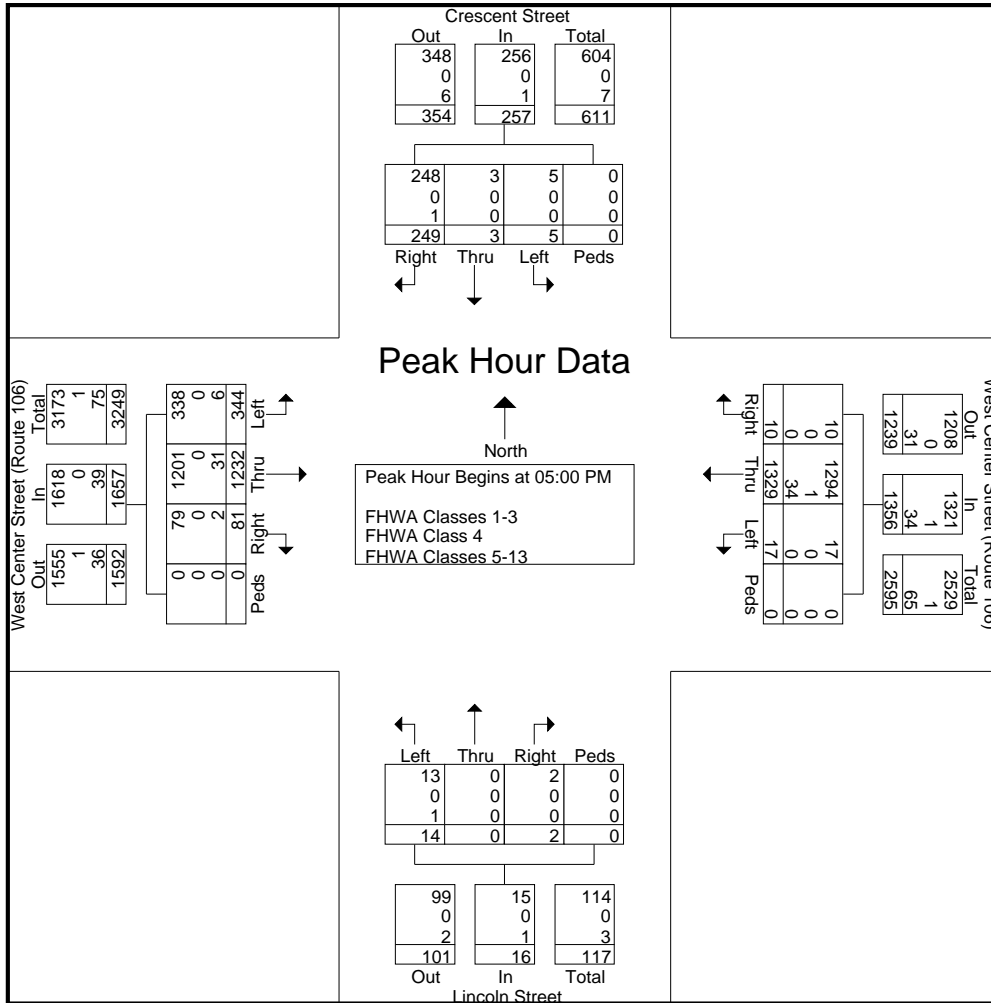 Crescent Street
Out In Total
348 256 604
0 0 0
6 1 7
354 257 611
248 3 5 0
0 0 0 0
1 0 0 0
249 3 5 0
Right Thru Left Peds
Peak Hour Data
North
Peak Hour Begins at 05:00 PM
FHWA Classes 1-3
FHWA Class 4
FHWA Classes 5-13
West Center Street (Route 106)
Out In Total
1555 1618 3173
1 0 1
36 39 75
1592 1657 3249
0 79 1201 338
0 0 0 0
0 2 31 6
0 81 1232 344
Peds Right Thru Left
West Center Street (Route 106)
Out In Total
1208 1321 2529
0 1 1
31 34 65
1239 1356 2595
10 1294 17 0
0 1 0 0
0 34 0 0
10 1329 17 0
Right Thru Left Peds
Left Thru Right Peds
13 0 2 0
0 0 0 0
1 0 0 0
14 0 2 0
99 15 114
0 0 0
2 1 3
101 16 117
Out In Total
Lincoln Street